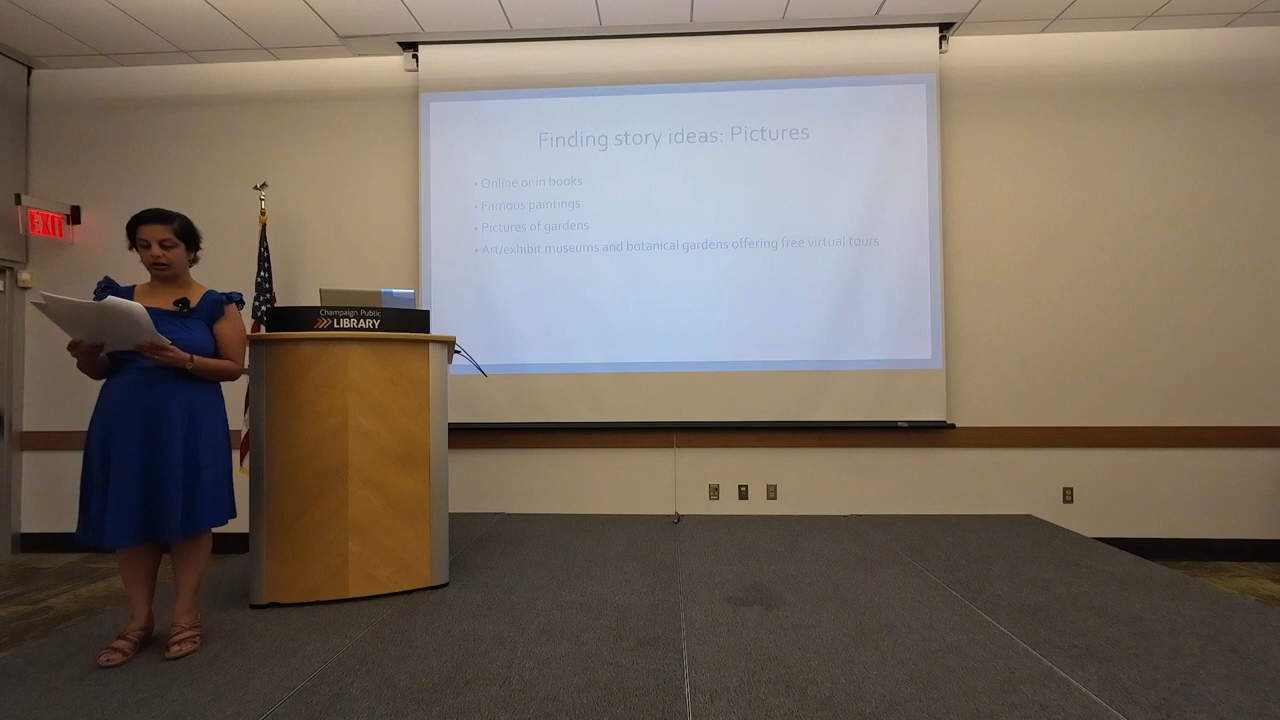 Finding story ideas: Pictures
• Online or in books
• Famous paintings
• Pictures of gardens
• Art/exhibit museums and botanical gardens offering free virtual tours
EXIT
Champaign Public
LIBRARY